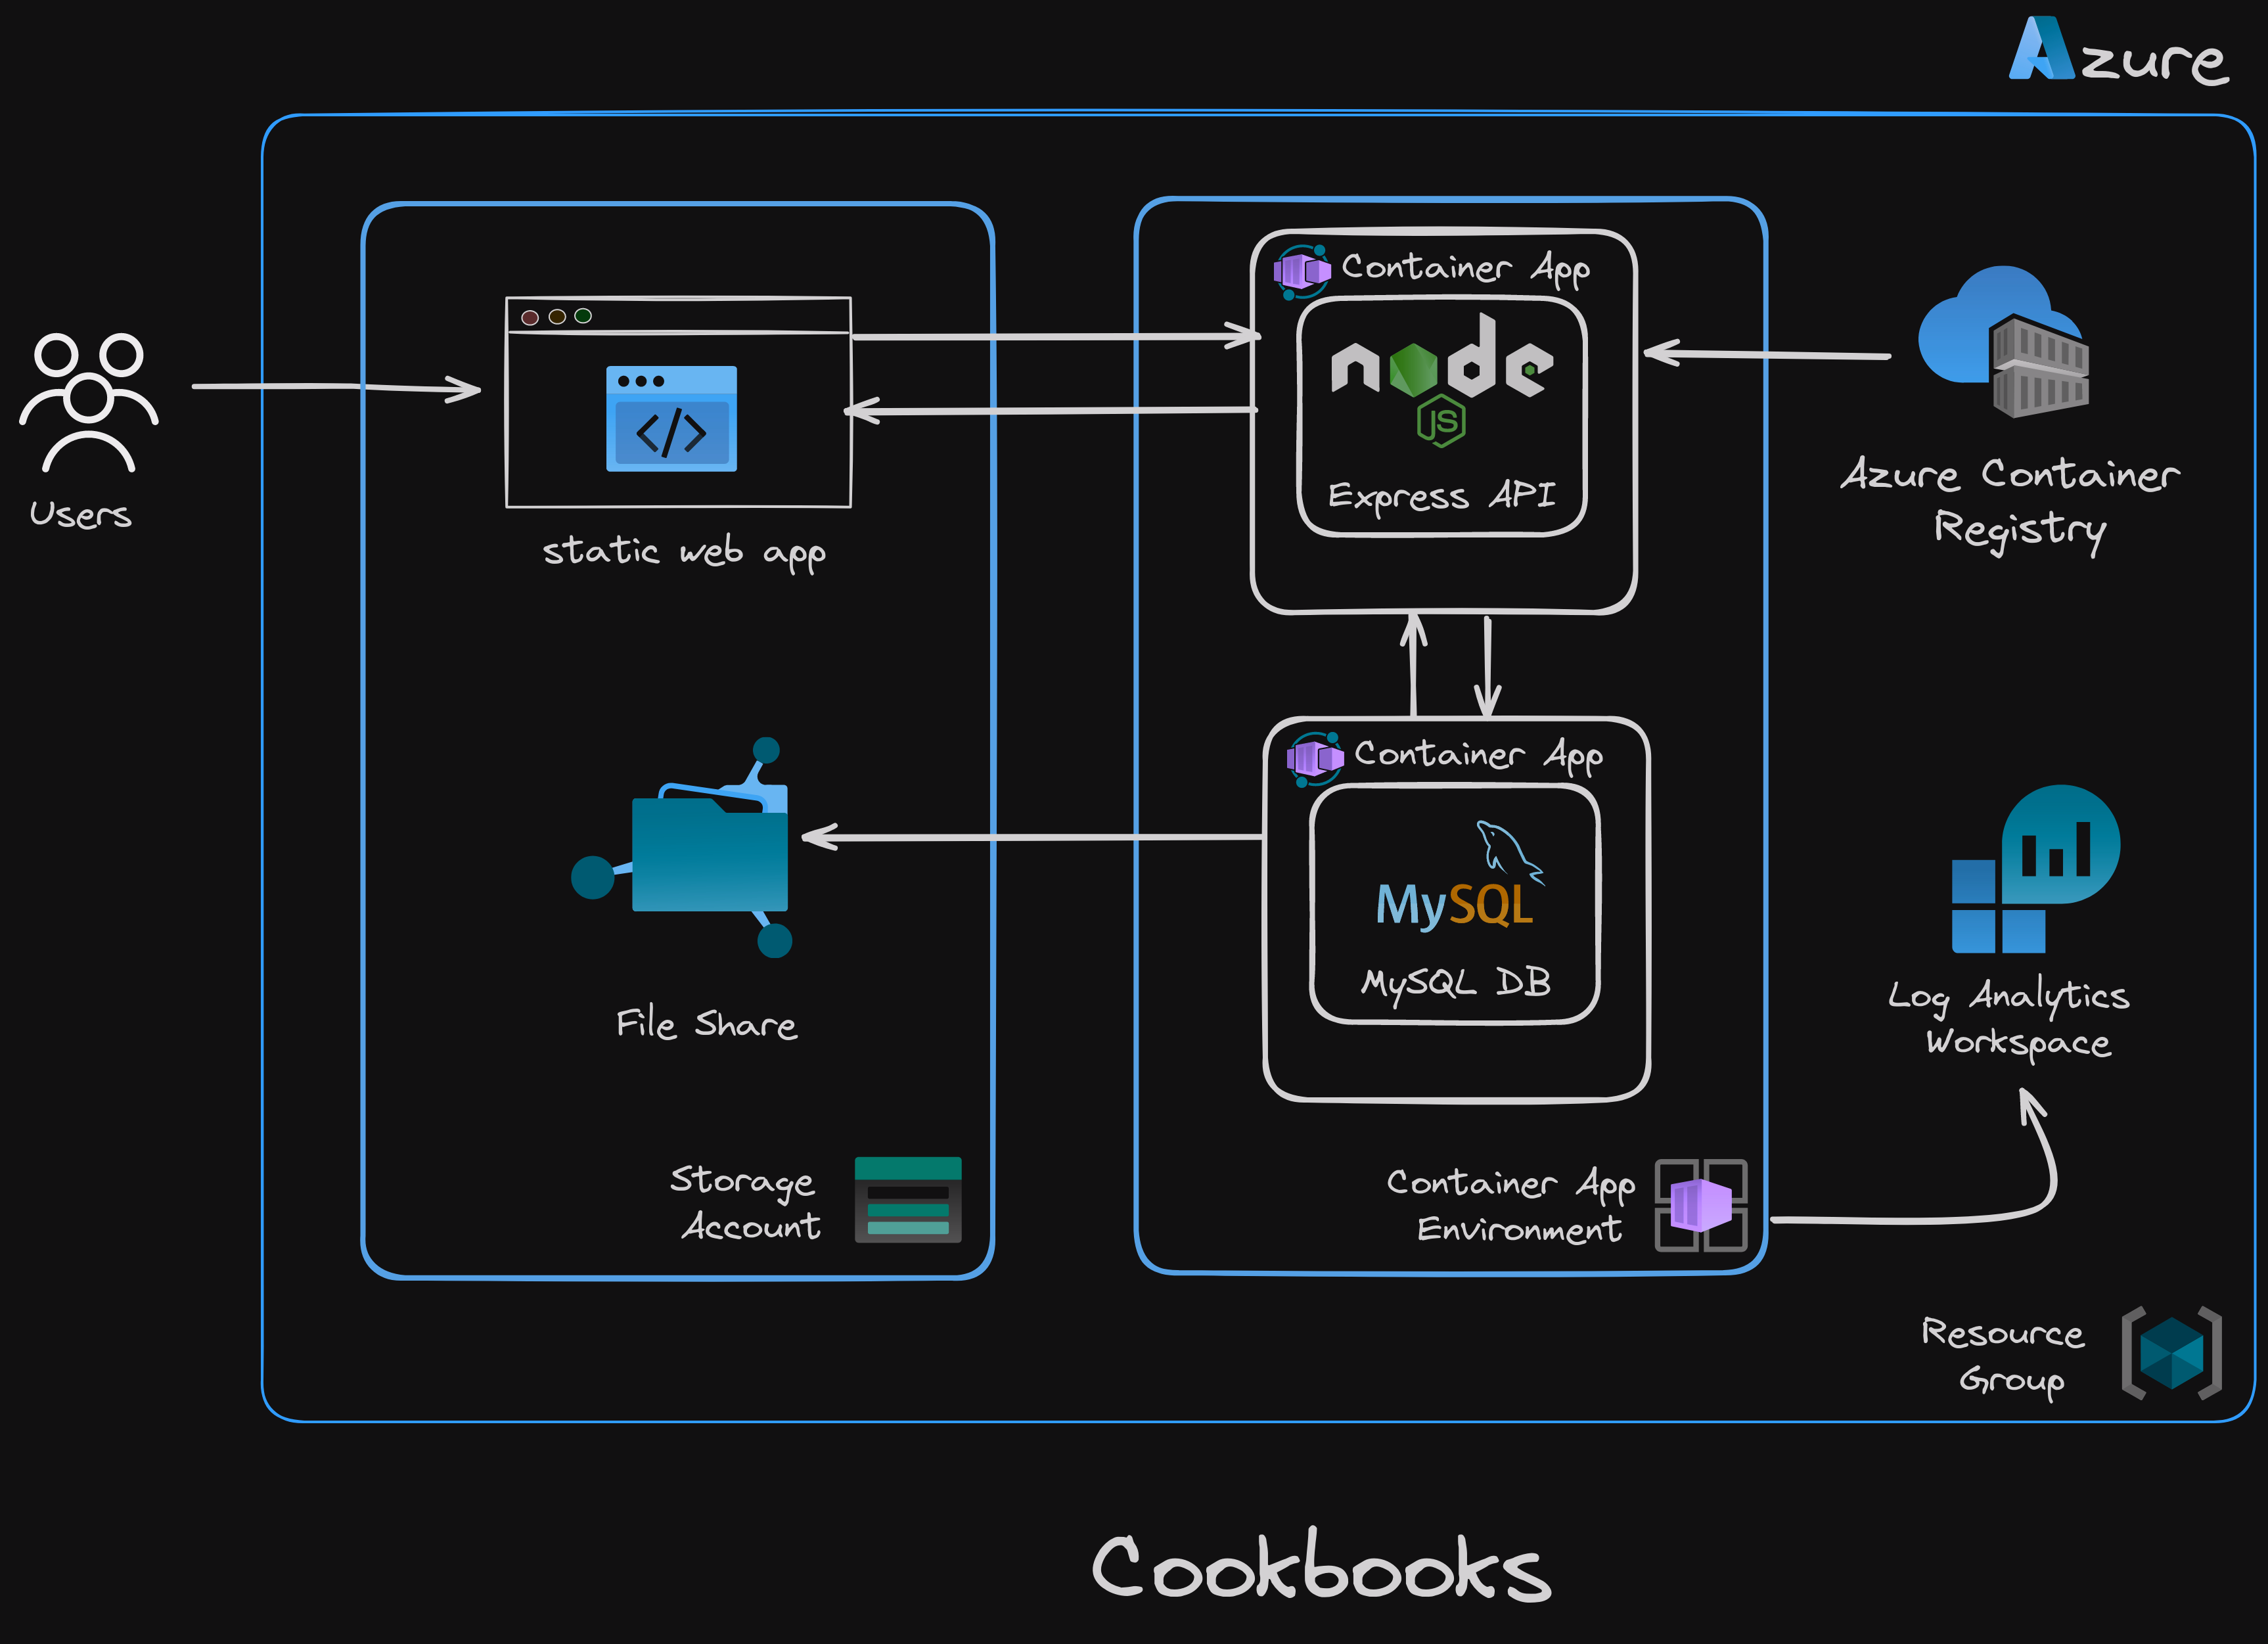 Azure
Users
static web app
</>
Container App
node
JS
Express API
Azure Container
Registry
File Share
Container App
MySQL
MySQL DB
Log Analytics
Workspace
Storage
Account
Container App
Environment
Resource
Group
Cookbooks